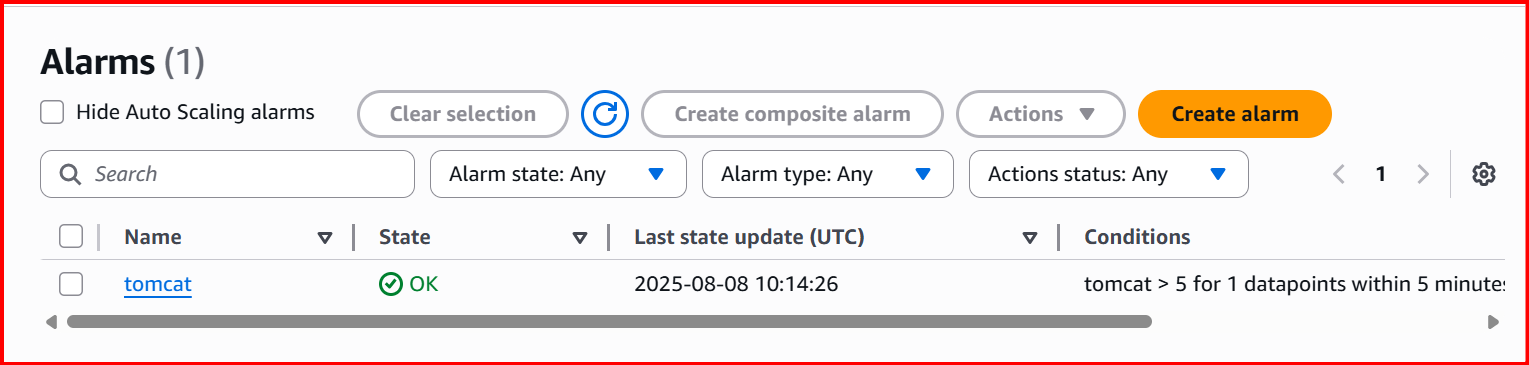 Alarms (1)
Hide Auto Scaling alarms Clear selection Create composite alarm Actions Create alarm
Search Alarm state: Any Alarm type: Any Actions status: Any 1
Name State Last state update (UTC) Conditions
tomcat OK 2025-08-08 10:14:26 tomcat > 5 for 1 datapoints within 5 minutes